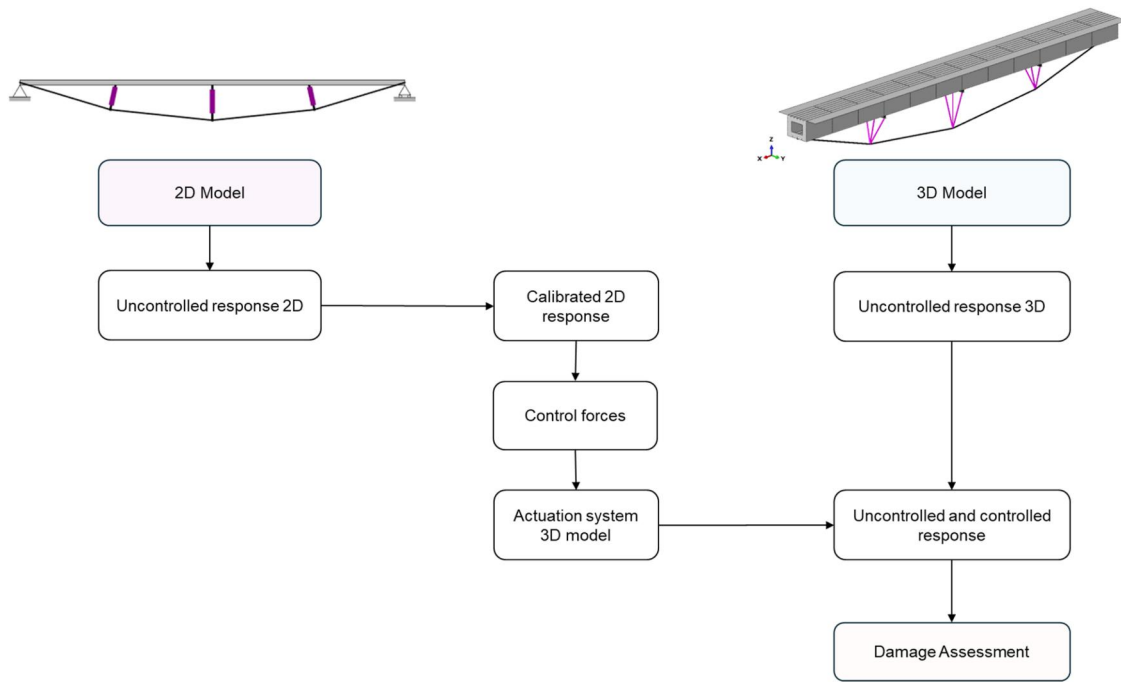 Z
X
Y
2D Model
3D Model
Uncontrolled response 2D
Calibrated 2D
response
Uncontrolled response 3D
Control forces
Actuation system
3D model
Uncontrolled and controlled
response
Damage Assessment